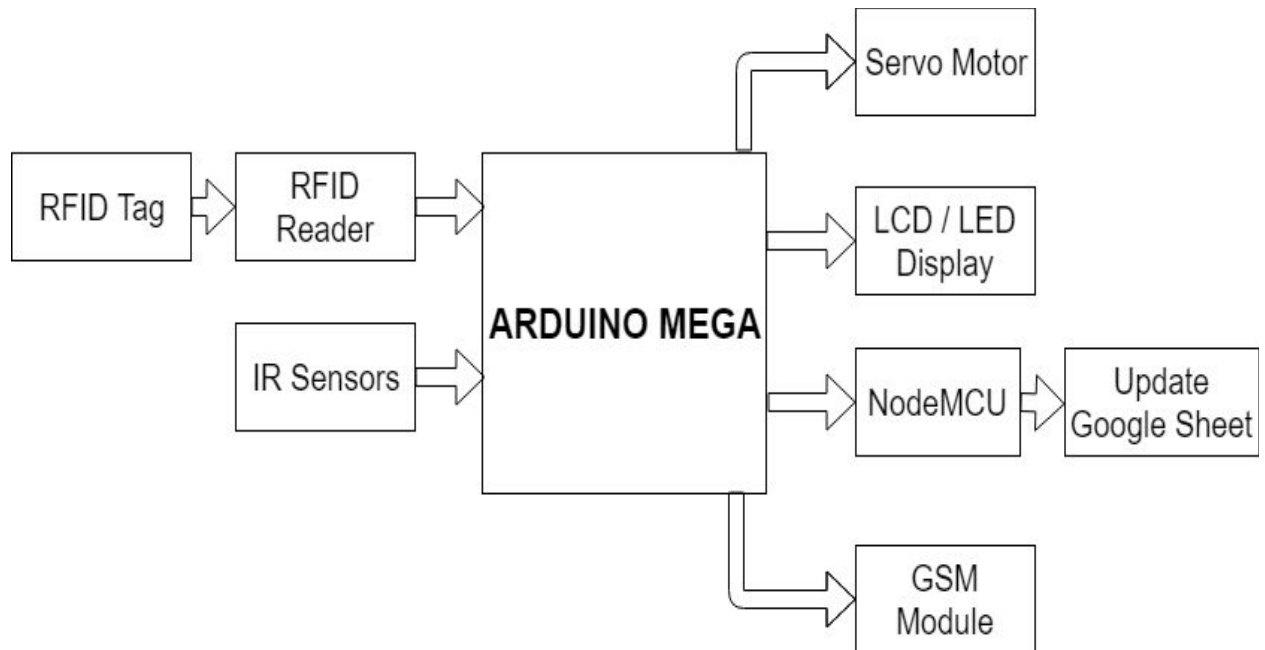 Servo Motor
RFID Tag
RFID
Reader
LCD / LED
Display
ARDUINO MEGA
IR Sensors
NodeMCU
Update
Google Sheet
GSM
Module